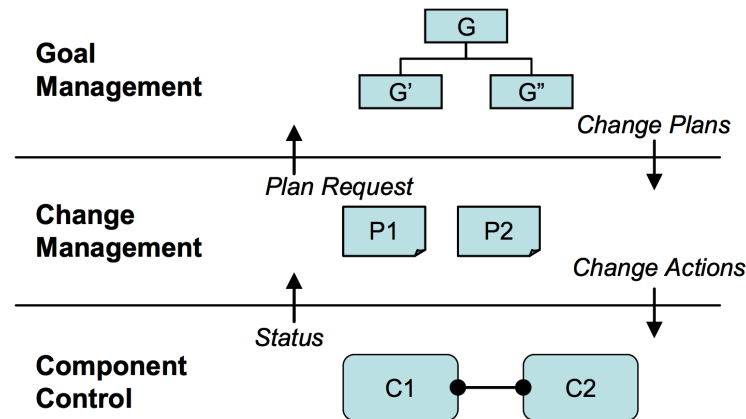 G
Goal
Management
G’ G”
Change Plans
Plan Request
Change
Management
P1 P2
Change Actions
Status
Component
Control
C1 C2